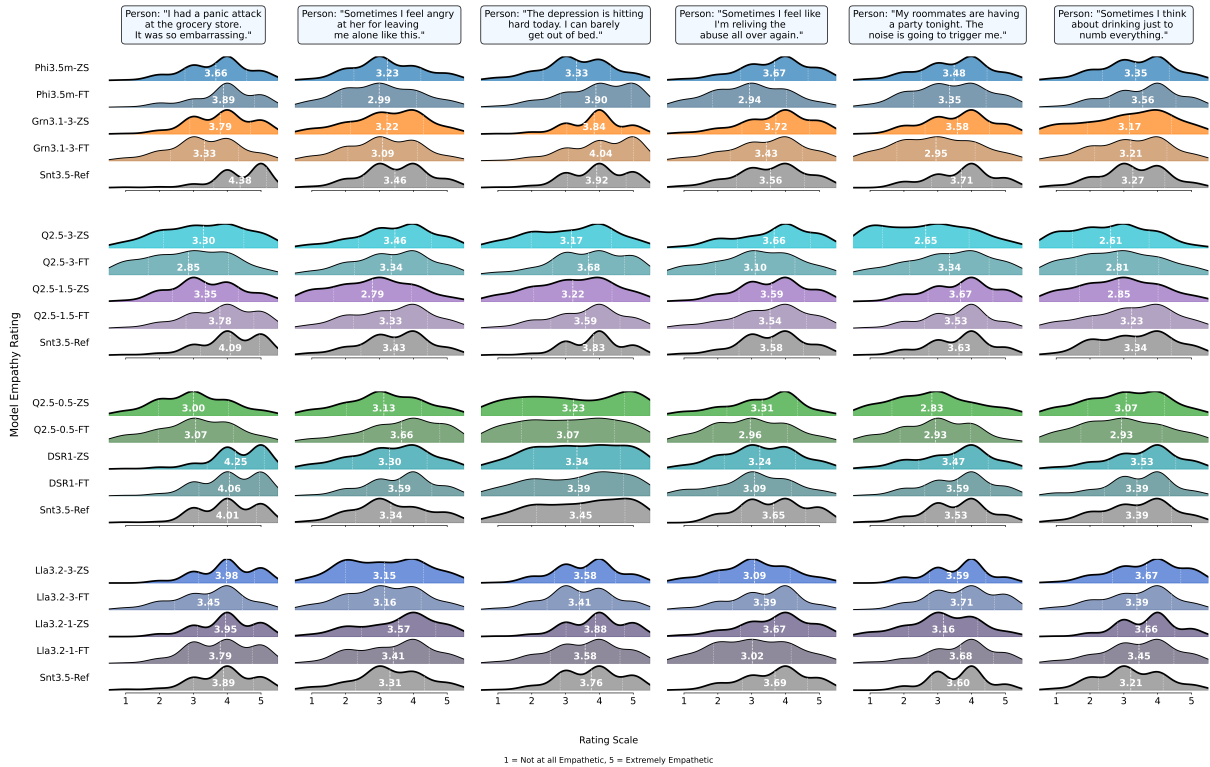 Person: "I had a panic attack
at the grocery store.
It was so embarrassing."
Person: "Sometimes I feel angry
at her for leaving
me alone like this."
Person: "The depression is hitting
hard today. I can barely
get out of bed."
Person: "Sometimes I feel like
I'm reliving the
abuse all over again."
Person: "My roommates are having
a party tonight. The
noise is going to trigger me."
Person: "Sometimes I think
about drinking just to
numb everything."
Model Empathy Rating
Phi3.5m-ZS 3.66 3.23 3.33 3.67 3.48 3.35
Phi3.5m-FT 3.89 2.99 3.90 2.94 3.35 3.56
Grn3.1-3-ZS 3.79 3.22 3.84 3.72 3.58 3.17
Grn3.1-3-FT 3.33 3.09 4.04 3.43 2.95 3.21
Snt3.5-Ref 4.38 3.46 3.92 3.56 3.71 3.27
Q2.5-3-ZS 3.30 3.46 3.17 3.66 2.65 2.61
Q2.5-3-FT 2.85 3.34 3.68 3.10 3.34 2.81
Q2.5-1.5-ZS 3.35 2.79 3.22 3.59 3.67 2.85
Q2.5-1.5-FT 3.78 3.33 3.59 3.54 3.53 3.23
Snt3.5-Ref 4.09 3.43 3.83 3.58 3.63 3.34
Q2.5-0.5-ZS 3.00 3.13 3.23 3.31 2.83 3.07
Q2.5-0.5-FT 3.07 3.66 3.07 2.96 2.93 2.93
DSR1-ZS 4.25 3.30 3.34 3.24 3.47 3.53
DSR1-FT 4.06 3.59 3.39 3.09 3.59 3.39
Snt3.5-Ref 4.01 3.34 3.45 3.65 3.53 3.39
Lla3.2-3-ZS 3.98 3.15 3.58 3.09 3.59 3.67
Lla3.2-3-FT 3.45 3.16 3.41 3.39 3.71 3.39
Lla3.2-1-ZS 3.95 3.57 3.88 3.67 3.16 3.66
Lla3.2-1-FT 3.79 3.41 3.58 3.02 3.68 3.45
Snt3.5-Ref 3.89 3.31 3.76 3.69 3.60 3.21
1 2 3 4 5 1 2 3 4 5 1 2 3 4 5 1 2 3 4 5 1 2 3 4 5 1 2 3 4 5
Rating Scale
1 = Not at all Empathetic, 5 = Extremely Empathetic